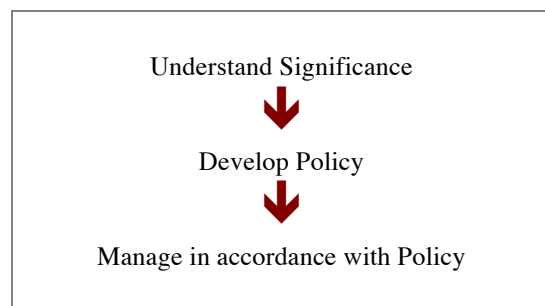 Understand Significance
Develop Policy
Manage in accordance with Policy